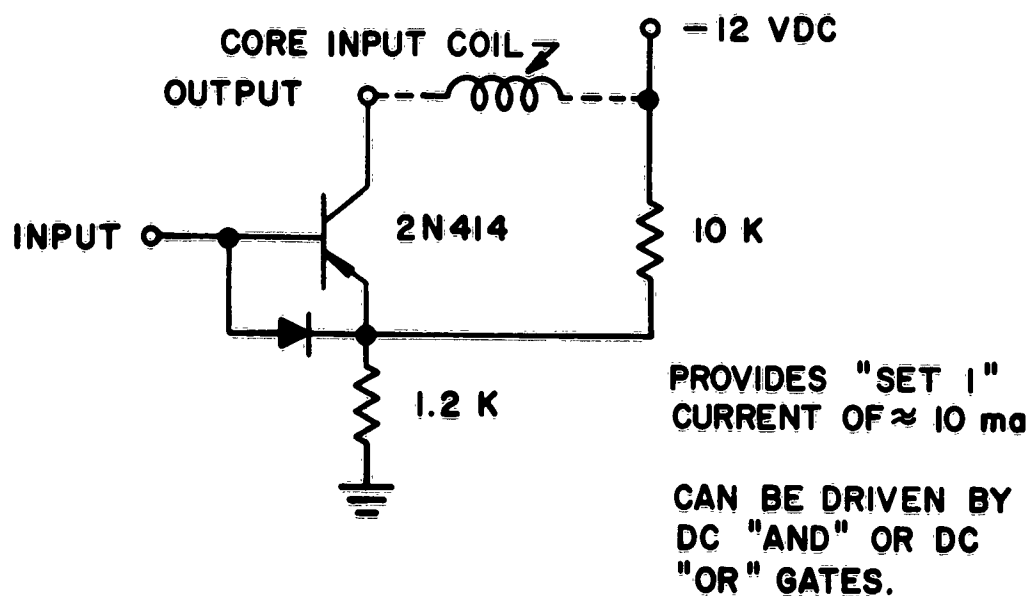 -12 VDC
CORE INPUT COIL
OUTPUT
INPUT
2N414
10 K
1.2 K
PROVIDES "SET 1"
CURRENT OF ≈ 10 ma
CAN BE DRIVEN BY
DC "AND" OR DC
"OR" GATES.